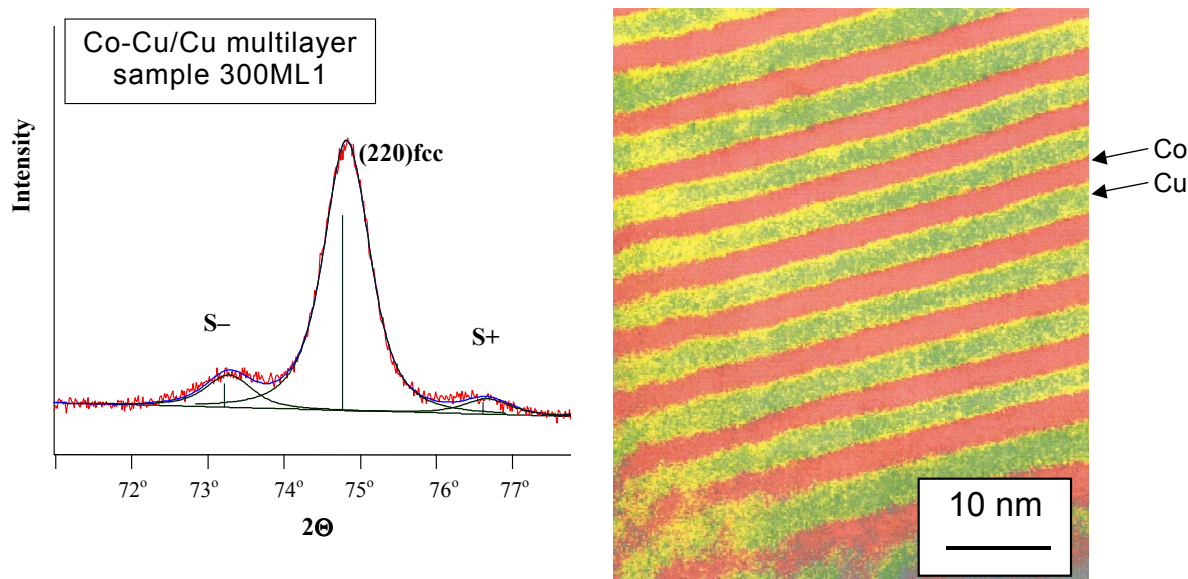 Co-Cu/Cu multilayer
sample 300ML1
Intensity
(220)fcc
S–
S+
72° 73° 74° 75° 76° 77°
2Θ
Co
Cu
10 nm